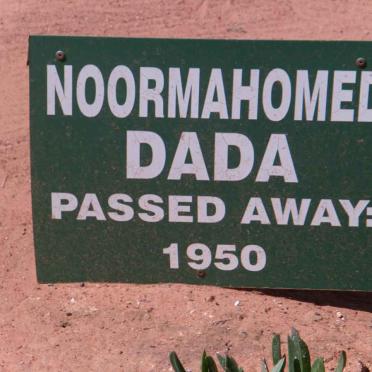 NOORMAHOMED
DADA
PASSED AWAY:
1950